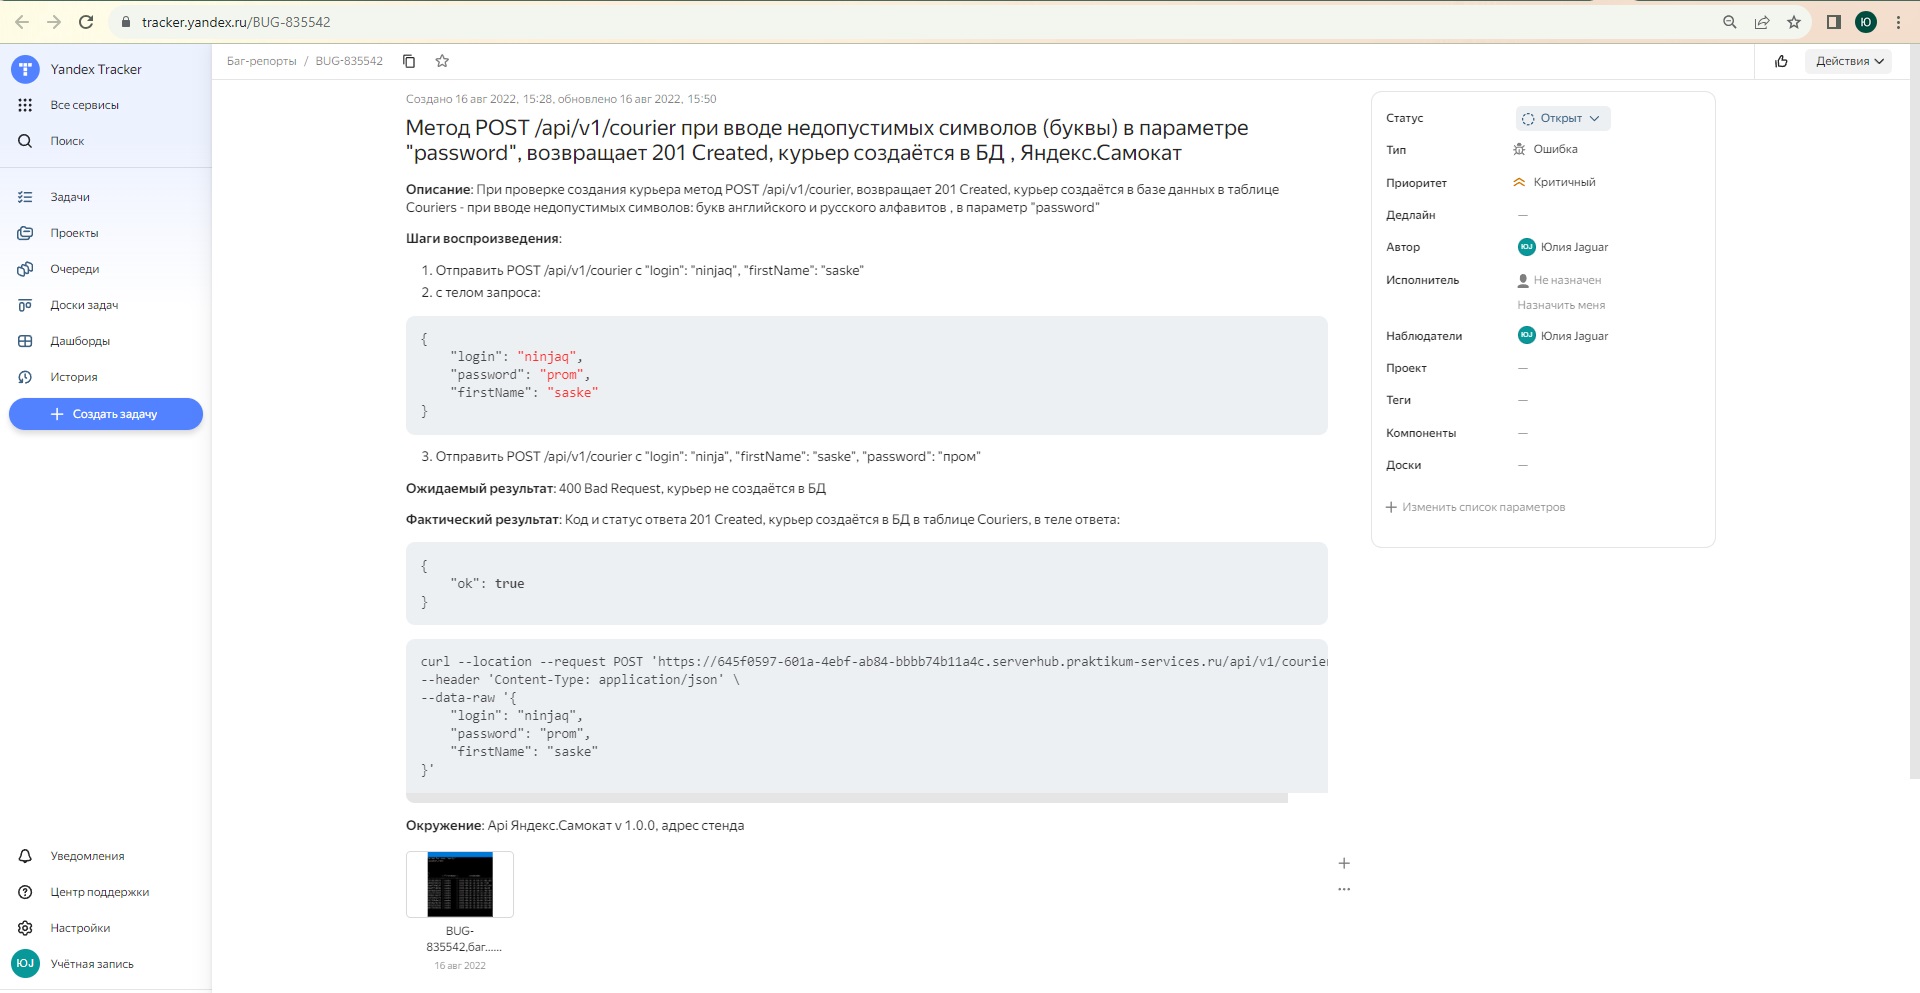 tracker.yandex.ru/BUG-835542
Ю
Yandex Tracker
Все сервисы
Поиск
Задачи
Проекты
Очереди
Доски задач
Дашборды
История
Создать задачу
Уведомления
Центр поддержки
Настройки
ЮJ Учётная запись
Баг-репорты / BUG-835542
Действия
Создано 16 авг 2022, 15:28, обновлено 16 авг 2022, 15:50
Метод POST /api/v1/courier при вводе недопустимых символов (буквы) в параметре
"password", возвращает 201 Created, курьер создаётся в БД , Яндекс.Самокат
Описание: При проверке создания курьера метод POST /api/v1/courier, возвращает 201 Created, курьер создаётся в базе данных в таблице
Couriers - при вводе недопустимых символов: букв английского и русского алфавитов , в параметр "password"
Шаги воспроизведения:
1. Отправить POST /api/v1/courier с "login": "ninjaq", "firstName": "saske"
2. с телом запроса:
{
"login": "ninjaq",
"password": "prom",
"firstName": "saske"
}
3. Отправить POST /api/v1/courier с "login": "ninja", "firstName": "saske", "password": "пром"
Ожидаемый результат: 400 Bad Request, курьер не создаётся в БД
Фактический результат: Код и статус ответа 201 Created, курьер создаётся в БД в таблице Couriers, в теле ответа:
{
"ok": true
}
curl --location --request POST 'https://645f0597-601a-4ebf-ab84-bbbb74b11a4c.serverhub.praktikum-services.ru/api/v1/courier
--header 'Content-Type: application/json' \
--data-raw '{
"login": "ninjaq",
"password": "prom",
"firstName": "saske"
}'
Окружение: Api Яндекс.Самокат v 1.0.0, адрес стенда
BUG-
835542,баг......
16 авг 2022
Статус Открыт
Тип Ошибка
Приоритет Критичный
Дедлайн —
Автор ЮJ Юлия Jaguar
Исполнитель Не назначен
Назначить меня
Наблюдатели ЮJ Юлия Jaguar
Проект —
Теги —
Компоненты —
Доски —
Изменить список параметров